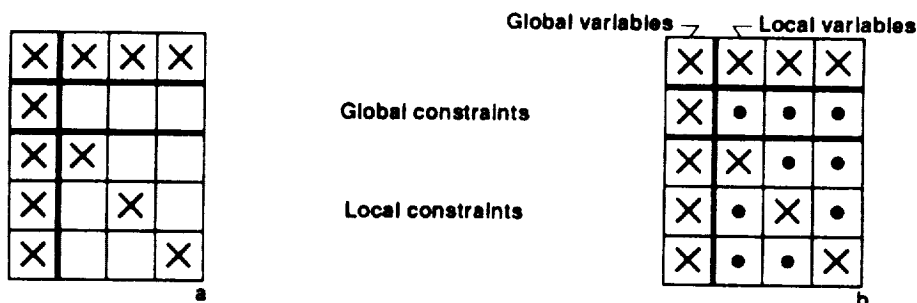 Global variables Local variables
Global constraints
Local constraints
a
b